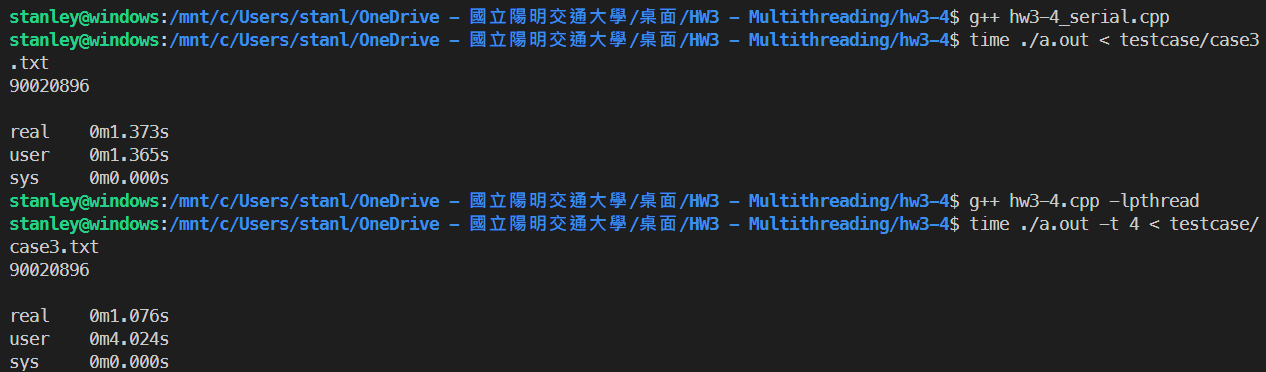 stanley@windows:/mnt/c/Users/stanl/OneDrive - 國立陽明交通大學/桌面/HW3 - Multithreading/hw3-4$ g++ hw3-4_serial.cpp
stanley@windows:/mnt/c/Users/stanl/OneDrive - 國立陽明交通大學/桌面/HW3 - Multithreading/hw3-4$ time ./a.out < testcase/case3
.txt
90020896
real    0m1.373s
user    0m1.365s
sys     0m0.000s
stanley@windows:/mnt/c/Users/stanl/OneDrive - 國立陽明交通大學/桌面/HW3 - Multithreading/hw3-4$ g++ hw3-4.cpp -lpthread
stanley@windows:/mnt/c/Users/stanl/OneDrive - 國立陽明交通大學/桌面/HW3 - Multithreading/hw3-4$ time ./a.out -t 4 < testcase/
case3.txt
90020896
real    0m1.076s
user    0m4.024s
sys     0m0.000s